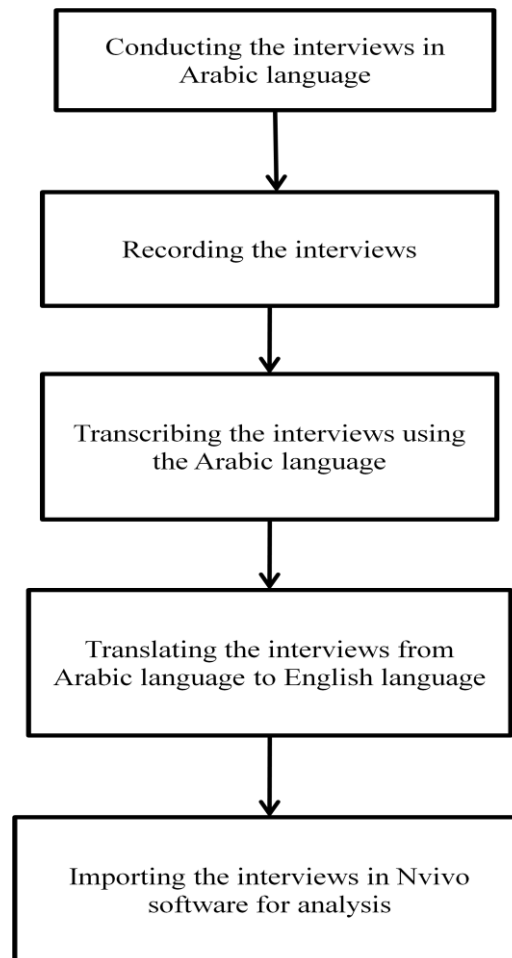 Conducting the interviews in
Arabic language
Recording the interviews
Transcribing the interviews using
the Arabic language
Translating the interviews from
Arabic language to English language
Importing the interviews in Nvivo
software for analysis